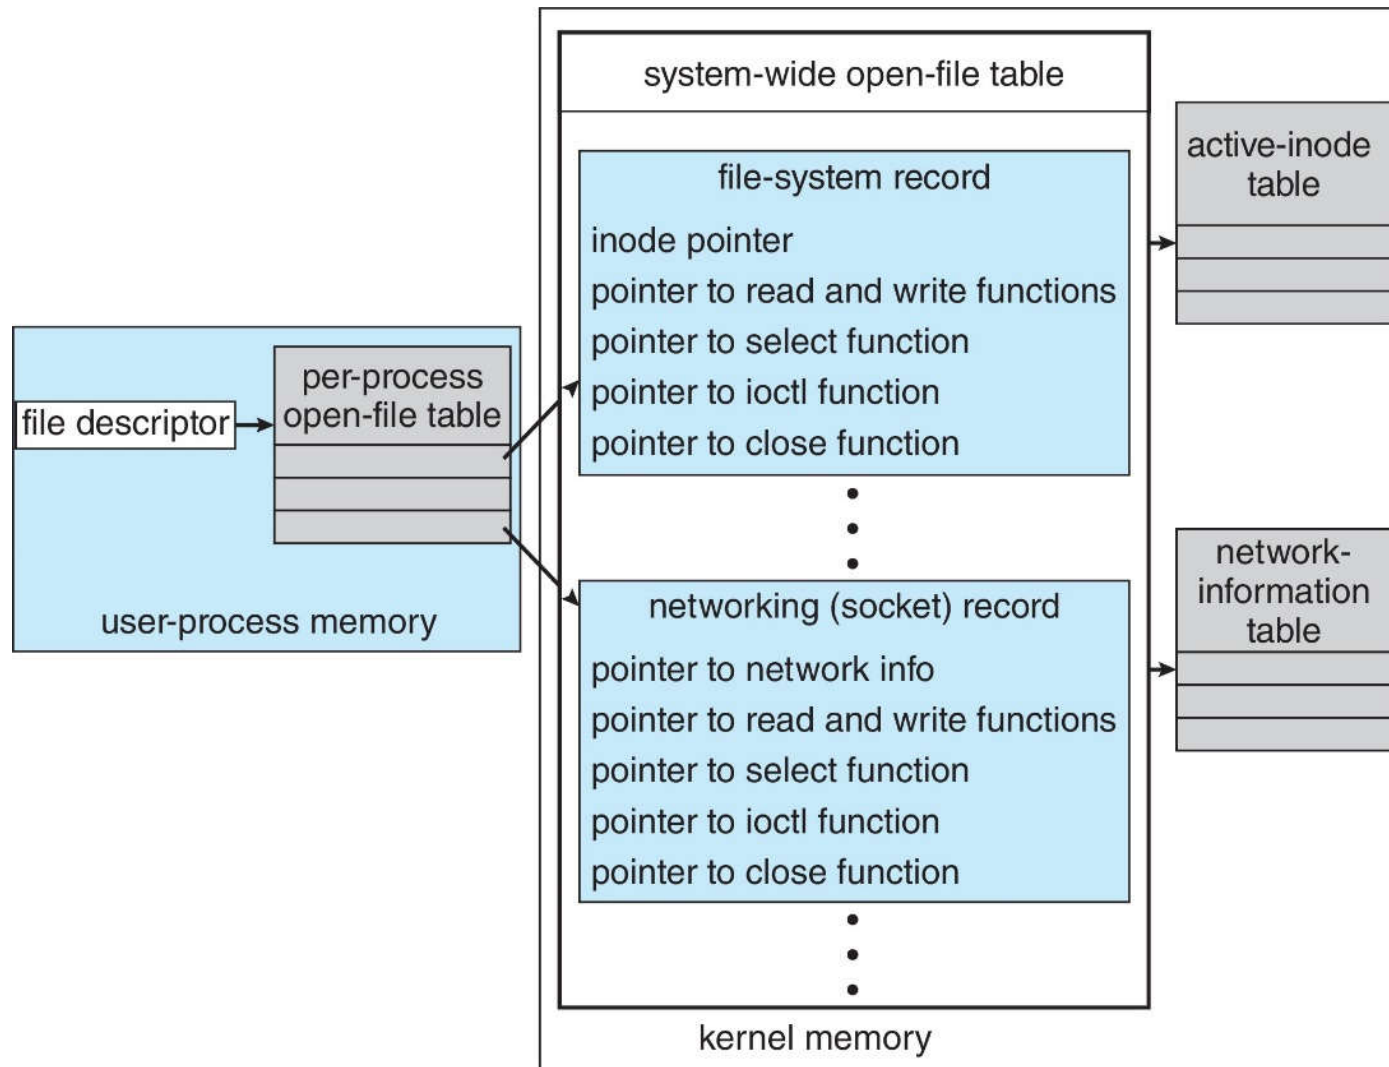 system-wide open-file table
file-system record
inode pointer
pointer to read and write functions
pointer to select function
pointer to ioctl function
pointer to close function
active-inode
table
file descriptor
per-process
open-file table
user-process memory
networking (socket) record
pointer to network info
pointer to read and write functions
pointer to select function
pointer to ioctl function
pointer to close function
network-
information
table
kernel memory